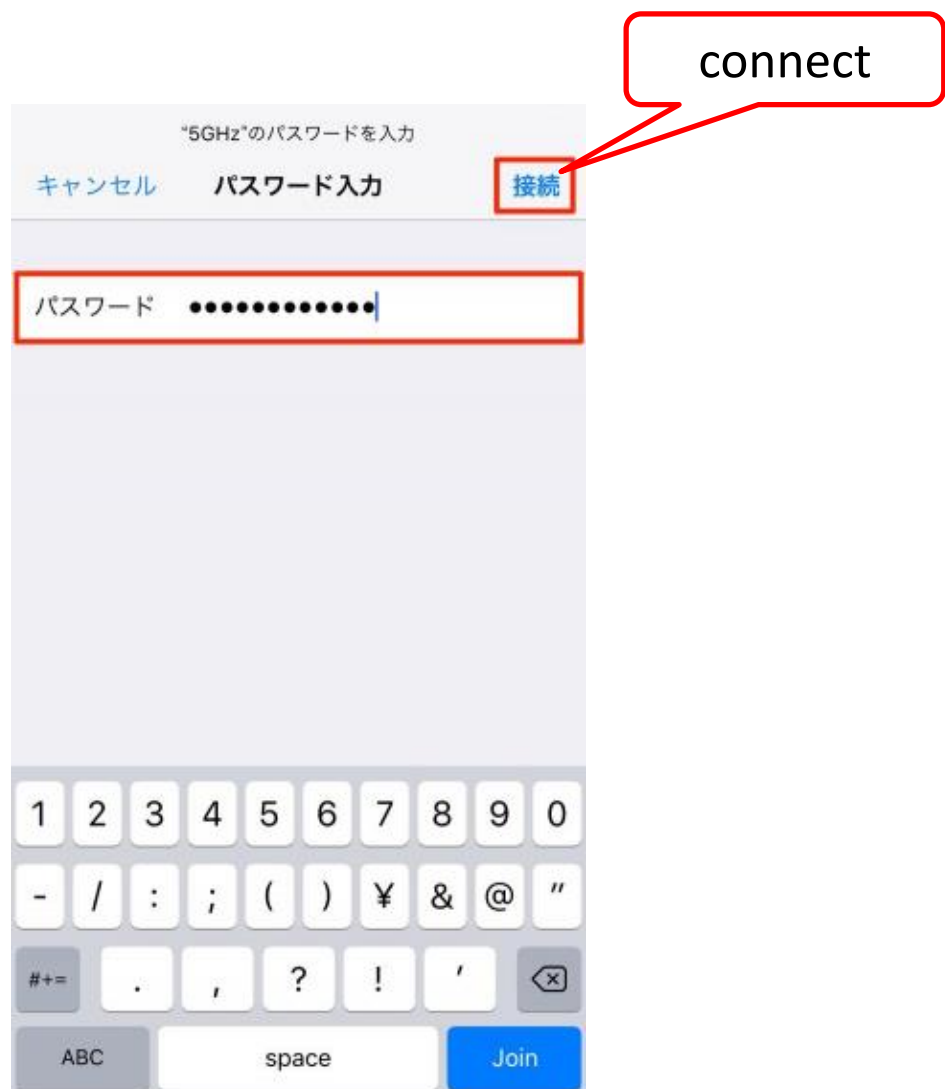 connect
"5GHz"のパスワードを入力
キャンセル パスワード入力 接続
パスワード ●●●●●●●●●●●●
1 2 3 4 5 6 7 8 9 0
- / : ; ( ) ¥ & @ "
#+= . , ? ! '
ABC space Join